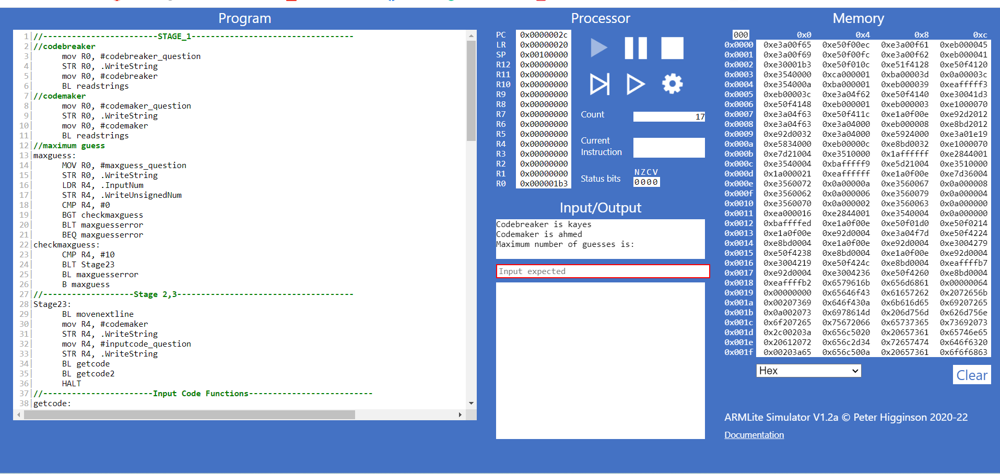 Program
1|//------------------------STAGE_1----------------------------------
2|//codebreaker
3| mov R0, #codebreaker_question
4| STR R0, .WriteString
5| mov R0, #codebreaker
6| BL readstrings
7|//codemaker
8| mov R0, #codemaker_question
9| STR R0, .WriteString
10| mov R0, #codemaker
11| BL readstrings
12|//maximum guess
13|maxguess:
14| MOV R0, #maxguess_question
15| STR R0, .WriteString
16| LDR R4, .InputNum
17| STR R4, .WriteUnsignedNum
18| CMP R4, #0
19| BGT checkmaxguess
20| BLT maxguesserror
21| BEQ maxguesserror
22|checkmaxguess:
23| CMP R4, #10
24| BLT Stage23
25| BL maxguesserror
26| B maxguess
27|//-------------------Stage 2,3-------------------------------------
28|Stage23:
29| BL movenextline
30| mov R4, #codemaker
31| STR R4, .WriteString
32| mov R4, #inputcode_question
33| STR R4, .WriteString
34| BL getcode
35| BL getcode2
36| HALT
37|//-----------------------Input Code Functions--------------------------
38|getcode:
Processor
PC 0x0000002c
LR 0x00000020
SP 0x00100000
R12 0x00000000
R11 0x00000000
R10 0x00000000
R9 0x00000000
R8 0x00000000
R7 0x00000000
R6 0x00000000
R5 0x00000000
R4 0x00000000
R3 0x00000000
R2 0x00000000
R1 0x00000000
R0 0x000001b3
Count 17
Current
Instruction
Status bits NZCV
0000
Input/Output
Codebreaker is kayes
Codemaker is ahmed
Maximum number of guesses is:
Input expected
Memory
000 0x0 0x4 0x8 0xc
0x0000 0xe3a00f65 0xe50f00ec 0xe3a00f61 0xeb000045
0x0001 0xe3a00f69 0xe50f00fc 0xe3a00f62 0xeb000041
0x0002 0xe30001b3 0xe50f010c 0xe51f4128 0xe50f4120
0x0003 0xe3540000 0xca000001 0xba00003d 0x0a00003c
0x0004 0xe354000a 0xba000001 0xeb000039 0xeafffff3
0x0005 0xeb00003c 0xe3a04f62 0xe50f4140 0xe30041d3
0x0006 0xe50f4148 0xeb000001 0xeb000003 0xe1000070
0x0007 0xe3a04f63 0xe50f411c 0xe1a0f00e 0xe92d2012
0x0008 0xe3a04f63 0xe3a04000 0xeb000008 0xe8bd2012
0x0009 0xe92d0032 0xe3a04000 0xe5924000 0xe3a01e19
0x000a 0xe5834000 0xeb00000c 0xe8bd0032 0xe1000070
0x000b 0xe7d21004 0xe3510000 0x1affffff 0xe2844001
0x000c 0xe3540004 0xbafffff9 0xe5d21004 0xe3510000
0x000d 0x1a000021 0xeaffffff 0xe1a0f00e 0xe7d36004
0x000e 0xe3560072 0x0a00000a 0xe3560067 0x0a000008
0x000f 0xe3560062 0x0a000006 0xe3560079 0x0a000004
0x0010 0xe3560070 0x0a000002 0xe3560063 0x0a000000
0x0011 0xea000016 0xe2844001 0xe3540004 0x0a000000
0x0012 0xbaffffed 0xe1a0f00e 0xe50f01d0 0xe50f0214
0x0013 0xe1a0f00e 0xe92d0004 0xe3a04f7d 0xe50f4224
0x0014 0xe8bd0004 0xe1a0f00e 0xe92d0004 0xe3004279
0x0015 0xe50f4238 0xe8bd0004 0xe1a0f00e 0xe92d0004
0x0016 0xe3004219 0xe50f424c 0xe8bd0004 0xeaffffb7
0x0017 0xe92d0004 0xe3004236 0xe50f4260 0xe8bd0004
0x0018 0xeaffffb2 0x6579616b 0x656d6861 0x00000064
0x0019 0x00000000 0x65646f43 0x61657262 0x2072656b
0x001a 0x00207369 0x646f430a 0x6b616d65 0x69207265
0x001b 0x0a002073 0x6978614d 0x206d756d 0x626d756e
0x001c 0x6f207265 0x75672066 0x65737365 0x73692073
0x001d 0x2c00203a 0x656c5020 0x20657361 0x65746e65
0x001e 0x20612072 0x656c2d34 0x72657474 0x646f6320
0x001f 0x00203a65 0x656c500a 0x20657361 0x6f6f6863
Hex
Clear
ARMLite Simulator V1.2a © Peter Higginson 2020-22
Documentation